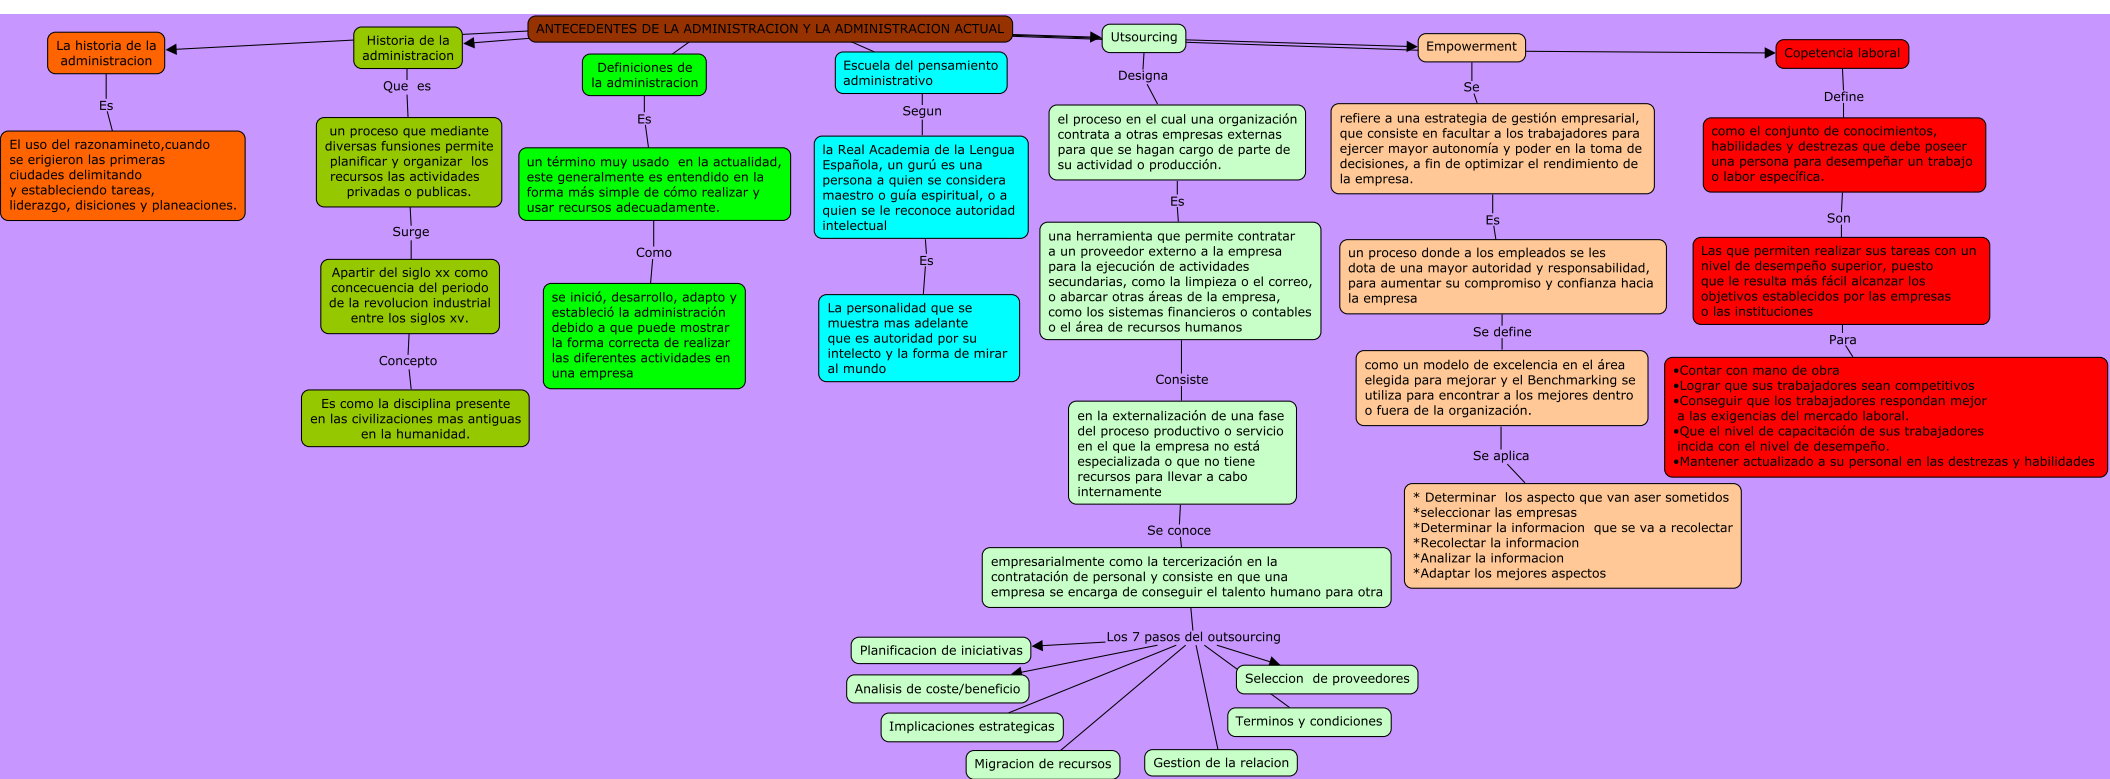 ANTECEDENTES DE LA ADMINISTRACION Y LA ADMINISTRACION ACTUAL
La historia de la
administracion
Es
El uso del razonamineto,cuando
se erigieron las primeras
ciudades delimitando
y estableciendo tareas,
liderazgo, disiciones y planeaciones.
Historia de la
administracion
Que  es
un proceso que mediante
diversas funsiones permite
planificar y organizar  los
recursos las actividades
privadas o publicas.
Surge
Apartir del siglo xx como
concecuencia del periodo
de la revolucion industrial
entre los siglos xv.
Concepto
Es como la disciplina presente
en las civilizaciones mas antiguas
en la humanidad.
Definiciones de
la administracion
Es
un término muy usado  en la actualidad,
este generalmente es entendido en la
forma más simple de cómo realizar y
usar recursos adecuadamente.
Como
se inició, desarrollo, adapto y
estableció la administración
debido a que puede mostrar
la forma correcta de realizar
las diferentes actividades en
una empresa
Escuela del pensamiento
administrativo
Segun
la Real Academia de la Lengua
Española, un gurú es una
persona a quien se considera
maestro o guía espiritual, o a
quien se le reconoce autoridad
intelectual
Es
La personalidad que se
muestra mas adelante
que es autoridad por su
intelecto y la forma de mirar
al mundo
Utsourcing
Designa
el proceso en el cual una organización
contrata a otras empresas externas
para que se hagan cargo de parte de
su actividad o producción.
Es
una herramienta que permite contratar
a un proveedor externo a la empresa
para la ejecución de actividades
secundarias, como la limpieza o el correo,
o abarcar otras áreas de la empresa,
como los sistemas financieros o contables
o el área de recursos humanos
Consiste
en la externalización de una fase
del proceso productivo o servicio
en el que la empresa no está
especializada o que no tiene
recursos para llevar a cabo
internamente
Se conoce
empresarialmente como la tercerización en la
contratación de personal y consiste en que una
empresa se encarga de conseguir el talento humano para otra
Los 7 pasos del outsourcing
Planificacion de iniciativas
Analisis de coste/beneficio
Implicaciones estrategicas
Migracion de recursos
Gestion de la relacion
Terminos y condiciones
Seleccion  de proveedores
Empowerment
Se
refiere a una estrategia de gestión empresarial,
que consiste en facultar a los trabajadores para
ejercer mayor autonomía y poder en la toma de
decisiones, a fin de optimizar el rendimiento de
la empresa.
Es
un proceso donde a los empleados se les
dota de una mayor autoridad y responsabilidad,
para aumentar su compromiso y confianza hacia
la empresa
Se define
como un modelo de excelencia en el área
elegida para mejorar y el Benchmarking se
utiliza para encontrar a los mejores dentro
o fuera de la organización.
Se aplica
* Determinar  los aspecto que van aser sometidos
*seleccionar las empresas
*Determinar la informacion  que se va a recolectar
*Recolectar la informacion
*Analizar la informacion
*Adaptar los mejores aspectos
Copetencia laboral
Define
como el conjunto de conocimientos,
habilidades y destrezas que debe poseer
una persona para desempeñar un trabajo
o labor específica.
Son
Las que permiten realizar sus tareas con un
nivel de desempeño superior, puesto
que le resulta más fácil alcanzar los
objetivos establecidos por las empresas
o las instituciones
Para
•Contar con mano de obra
•Lograr que sus trabajadores sean competitivos
•Conseguir que los trabajadores respondan mejor
a las exigencias del mercado laboral.
•Que el nivel de capacitación de sus trabajadores
incida con el nivel de desempeño.
•Mantener actualizado a su personal en las destrezas y habilidades